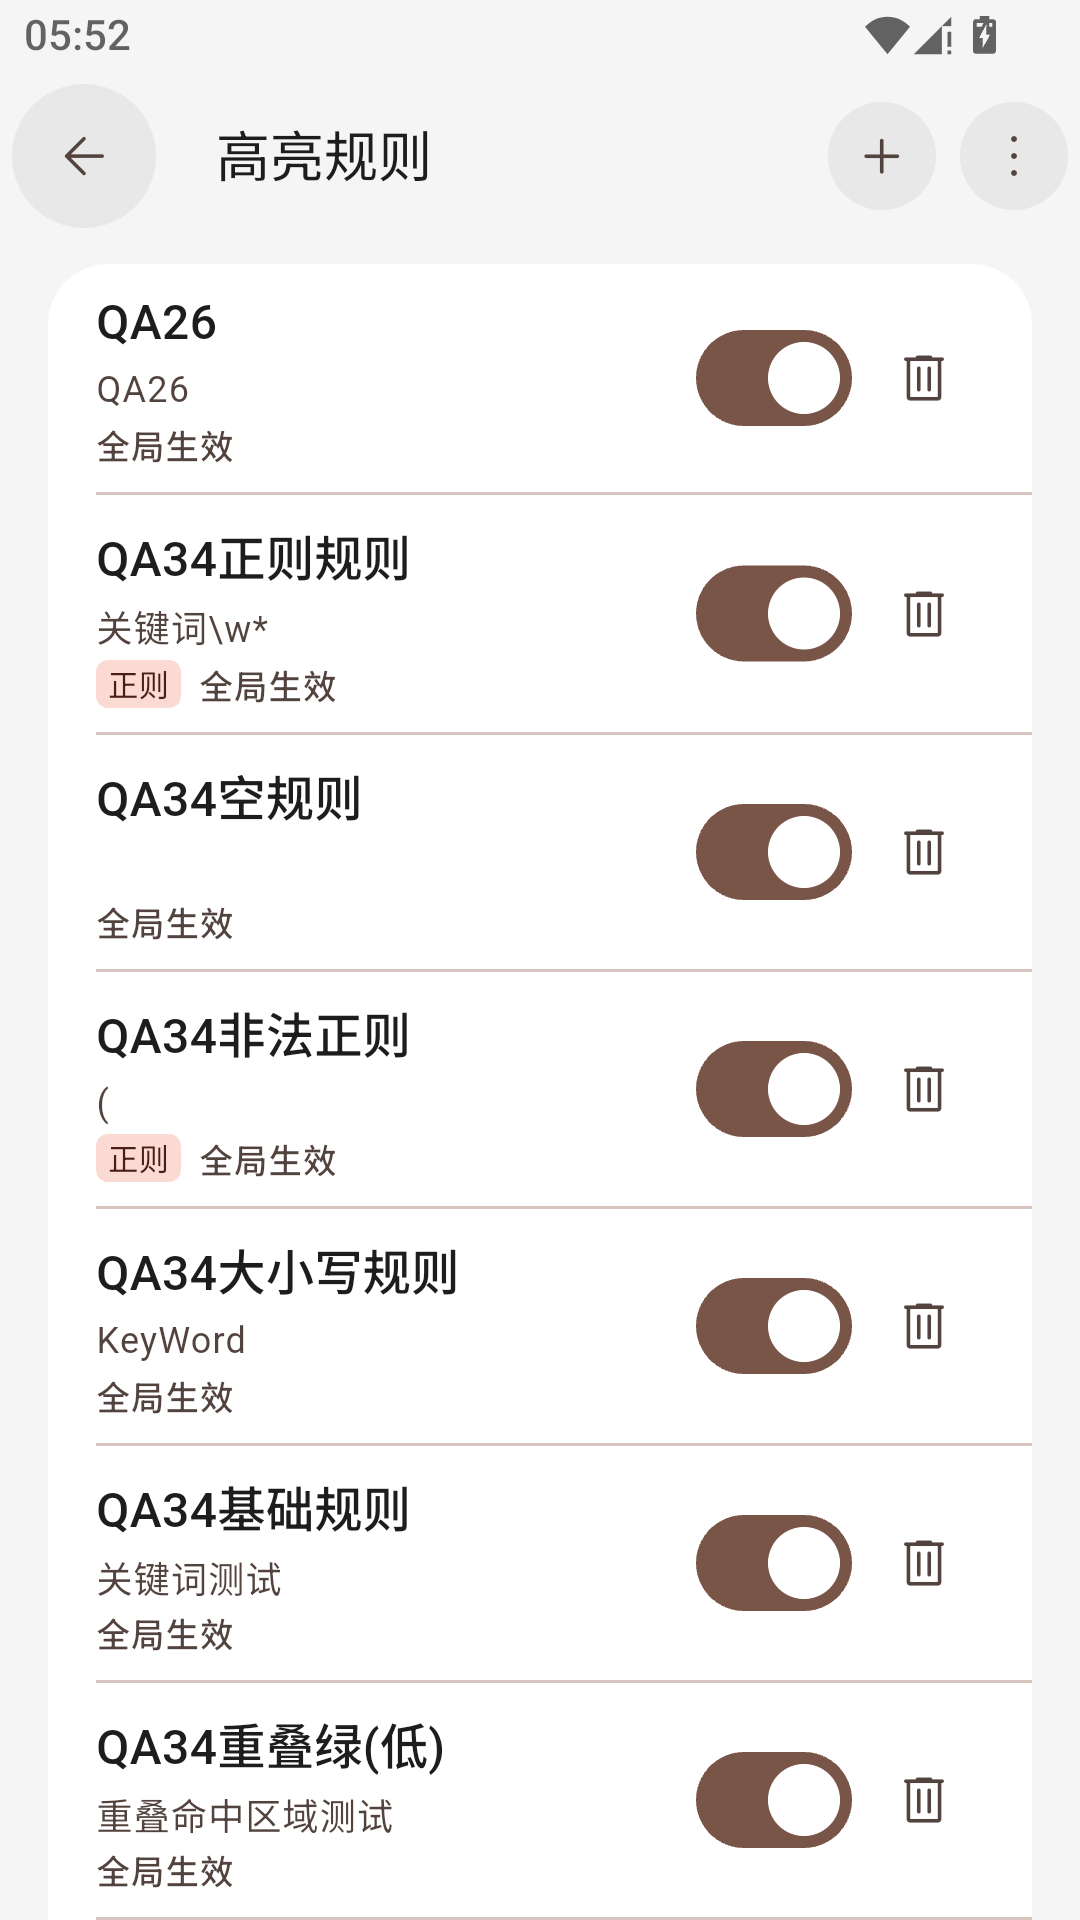 05:52
高亮规则
QA26
QA26
全局生效
QA34正则规则
关键词\w*
正则 全局生效
QA34空规则
全局生效
QA34非法正则
(
正则 全局生效
QA34大小写规则
KeyWord
全局生效
QA34基础规则
关键词测试
全局生效
QA34重叠绿(低)
重叠命中区域测试
全局生效